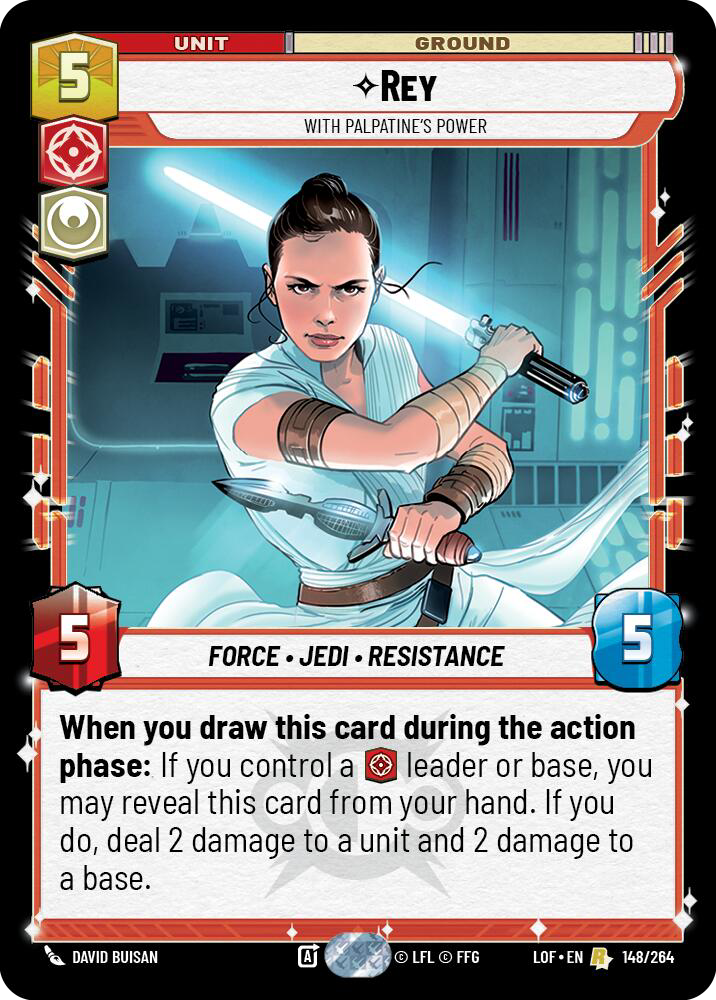 UNIT
GROUND
5
REY
WITH PALPATINE'S POWER
5
FORCE • JEDI • RESISTANCE
5
When you draw this card during the action
phase: If you control a leader or base, you
may reveal this card from your hand. If you
do, deal 2 damage to a unit and 2 damage to
a base.
DAVID BUISAN
A
© LFL © FFG
LOF • EN
R
148/264